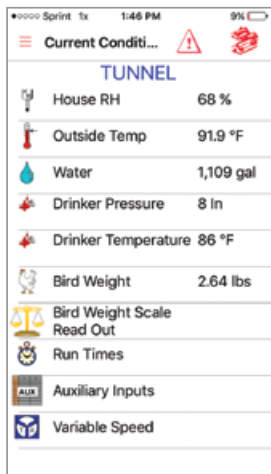 ●○○○○ Sprint 1x 1:46 PM 9%
Current Conditi...
TUNNEL
House RH 68 %
Outside Temp 91.9 °F
Water 1,109 gal
Drinker Pressure 8 In
Drinker Temperature 86 °F
Bird Weight 2.64 lbs
Bird Weight Scale
Read Out
Run Times
AUX Auxiliary Inputs
Variable Speed